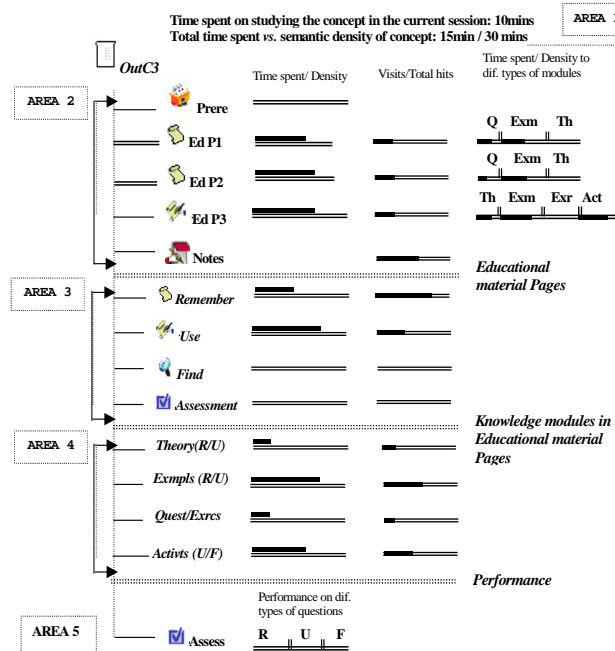 Time spent on studying the concept in the current session: 10mins
Total time spent vs. semantic density of concept: 15min / 30 mins
AREA
OutC3
Time spent/ Density
Visits/Total hits
Time spent/ Density to
dif. types of modules
AREA 2
Prere
Q Exm Th
Ed P1
Q Exm Th
Ed P2
Th Exm Exr Act
Ed P3
Notes
Educational
material Pages
AREA 3
Remember
Use
Find
Assessment
Knowledge modules in
Educational material
Pages
AREA 4
Theory(R/U)
Exmpls (R/U)
Quest/Exrcs
Activts (U/F)
Performance
Performance on dif.
types of questions
AREA 5
Assess
R U F